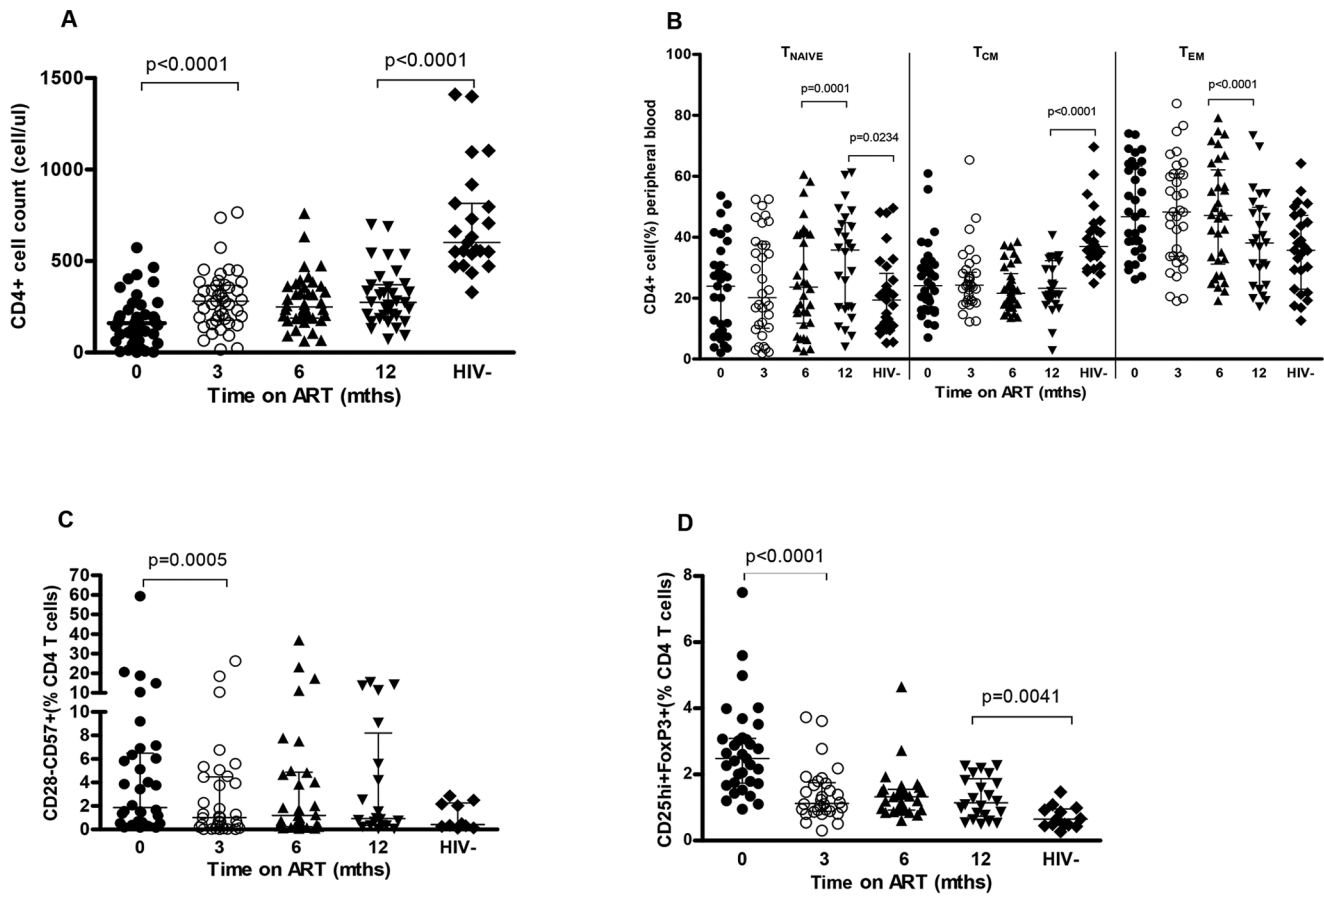 A
p<0.0001
p<0.0001
CD4+ cell count (cell/ul)
1500
1000
500
0
0 3 6 12 HIV-
Time on ART (mths)
B
TNAIVE TCM TEM
p=0.0001
p=0.0234
p<0.0001
p<0.0001
CD4+ cell(%) peripheral blood
100
80
60
40
20
0
0 3 6 12 HIV- 0 3 6 12 HIV- 0 3 6 12 HIV-
Time on ART (mths)
C
p=0.0005
CD28-CD57+(% CD4 T cells)
70
60
50
40
30
20
10
10
8
6
4
2
0
0 3 6 12 HIV-
Time on ART (mths)
D
p<0.0001
p=0.0041
CD25hi+FoxP3+(% CD4 T cells)
8
6
4
2
0
0 3 6 12 HIV-
Time on ART (mths)